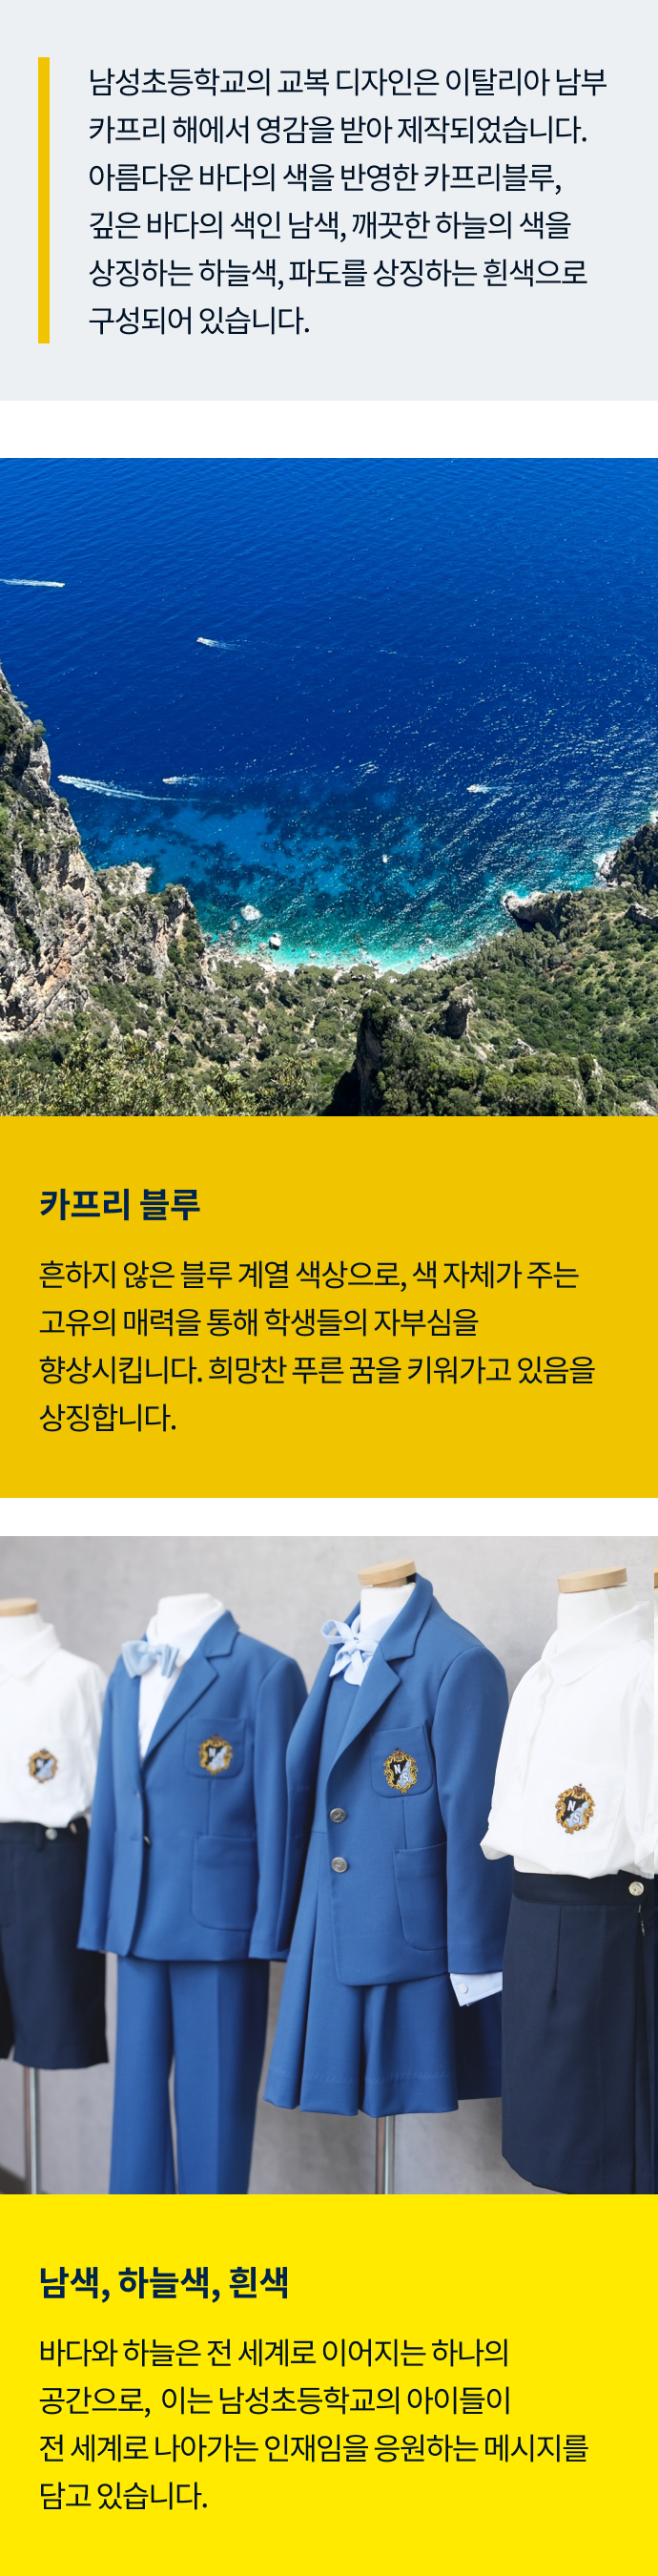 남성초등학교의 교복 디자인은 이탈리아 남부
카프리 해에서 영감을 받아 제작되었습니다.
아름다운 바다의 색을 반영한 카프리블루,
깊은 바다의 색인 남색, 깨끗한 하늘의 색을
상징하는 하늘색, 파도를 상징하는 흰색으로
구성되어 있습니다.
카프리 블루
흔하지 않은 블루 계열 색상으로, 색 자체가 주는
고유의 매력을 통해 학생들의 자부심을
향상시킵니다. 희망찬 푸른 꿈을 키워가고 있음을
상징합니다.
N S
N S
N S
N S
남색, 하늘색, 흰색
바다와 하늘은 전 세계로 이어지는 하나의
공간으로, 이는 남성초등학교의 아이들이
전 세계로 나아가는 인재임을 응원하는 메시지를
담고 있습니다.